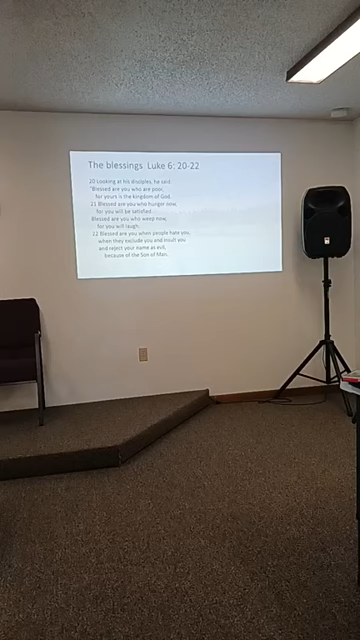 The blessings Luke 6: 20-22
20 Looking at his disciples, he said:
"Blessed are you who are poor,
for yours is the kingdom of God.
21 Blessed are you who hunger now,
for you will be satisfied.
Blessed are you who weep now,
for you will laugh.
22 Blessed are you when people hate you,
when they exclude you and insult you
and reject your name as evil,
because of the Son of Man.